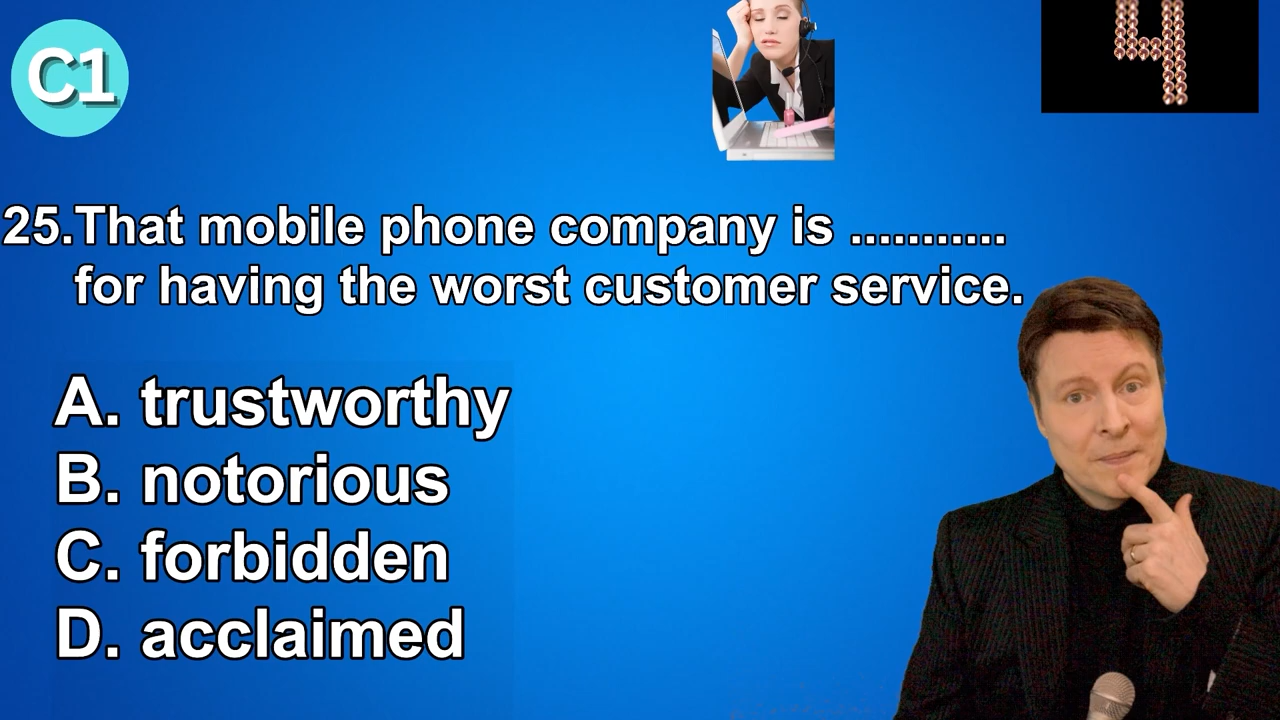 C1
4
25.That mobile phone company is ...........
for having the worst customer service.
A. trustworthy
B. notorious
C. forbidden
D. acclaimed